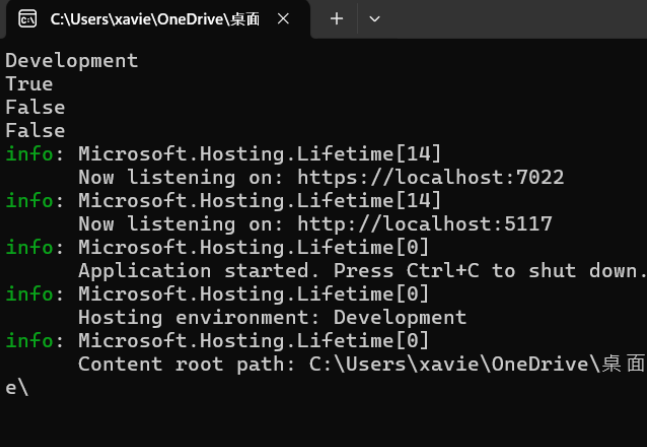 C:\Users\xavie\OneDrive\桌面
Development
True
False
False
info: Microsoft.Hosting.Lifetime[14]
Now listening on: https://localhost:7022
info: Microsoft.Hosting.Lifetime[14]
Now listening on: http://localhost:5117
info: Microsoft.Hosting.Lifetime[0]
Application started. Press Ctrl+C to shut down.
info: Microsoft.Hosting.Lifetime[0]
Hosting environment: Development
info: Microsoft.Hosting.Lifetime[0]
Content root path: C:\Users\xavie\OneDrive\桌面
e\